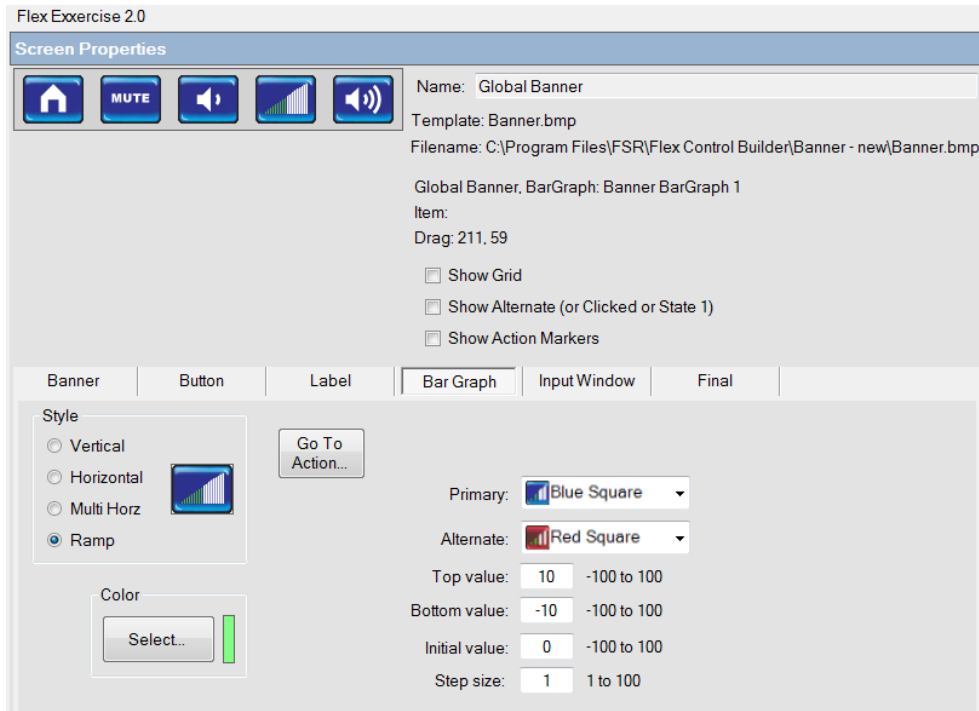 Flex Exxercise 2.0
Screen Properties
MUTE
Name: Global Banner
Template: Banner.bmp
Filename: C:\Program Files\FSR\Flex Control Builder\Banner - new\Banner.bmp
Global Banner, BarGraph: Banner BarGraph 1
Item:
Drag: 211, 59
Show Grid
Show Alternate (or Clicked or State 1)
Show Action Markers
Banner Button Label Bar Graph Input Window Final
Style
Vertical
Horizontal
Multi Horz
Ramp
Go To
Action...
Color
Select...
Primary: Blue Square
Alternate: Red Square
Top value: 10 -100 to 100
Bottom value: -10 -100 to 100
Initial value: 0 -100 to 100
Step size: 1 1 to 100